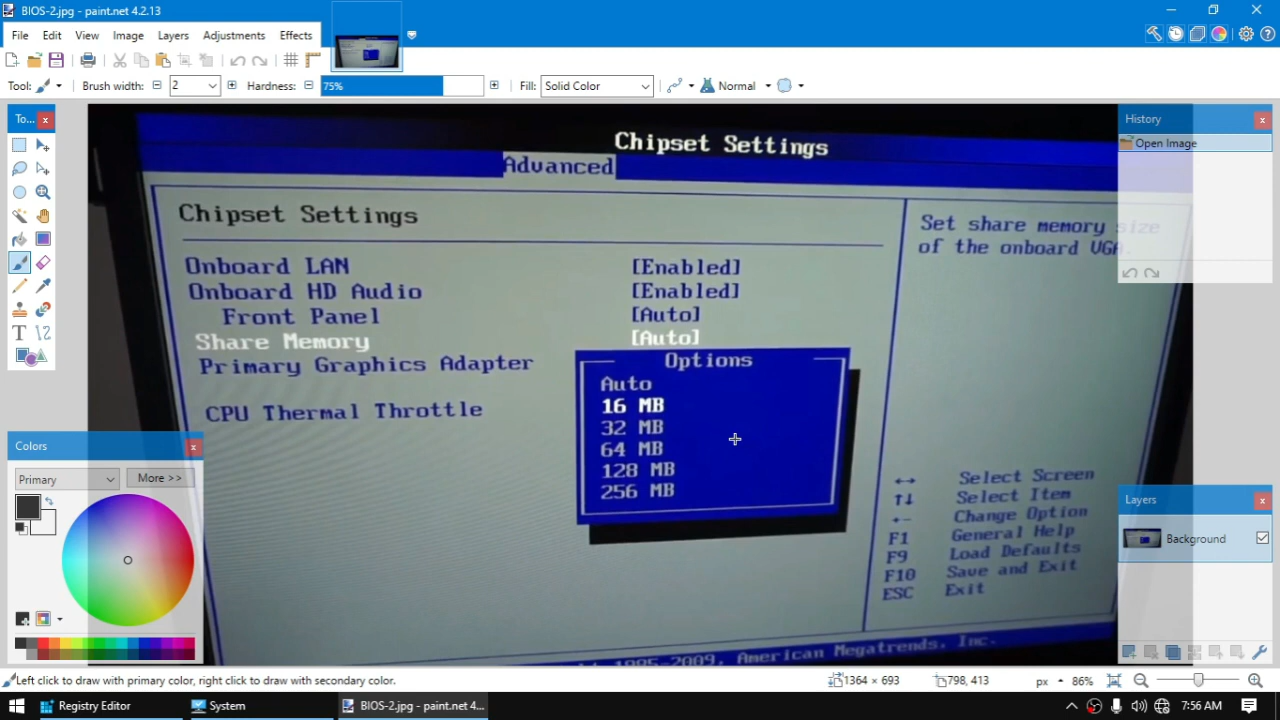 BIOS-2.jpg - paint.net 4.2.13
File Edit View Image Layers Adjustments Effects
Tool: Brush width: 2 Hardness: 75% Fill: Solid Color Normal
To...
History
Open Image
Chipset Settings
Advanced
Chipset Settings
Set share memory size
of the onboard VGA.
Onboard LAN [Enabled]
Onboard HD Audio [Enabled]
Front Panel [Auto]
Share Memory [Auto]
Primary Graphics Adapter
CPU Thermal Throttle
Options
Auto
16 MB
32 MB
64 MB
128 MB
256 MB
↔ Select Screen
↑↓ Select Item
+- Change Option
F1 General Help
F9 Load Defaults
F10 Save and Exit
ESC Exit
1985-2009, American Megatrends, Inc.
Colors
Primary More >>
Layers
Background
Left click to draw with primary color, right click to draw with secondary color. 1364 × 693 798, 413 px 86%
Registry Editor System BIOS-2.jpg - paint.net 4... 7:56 AM